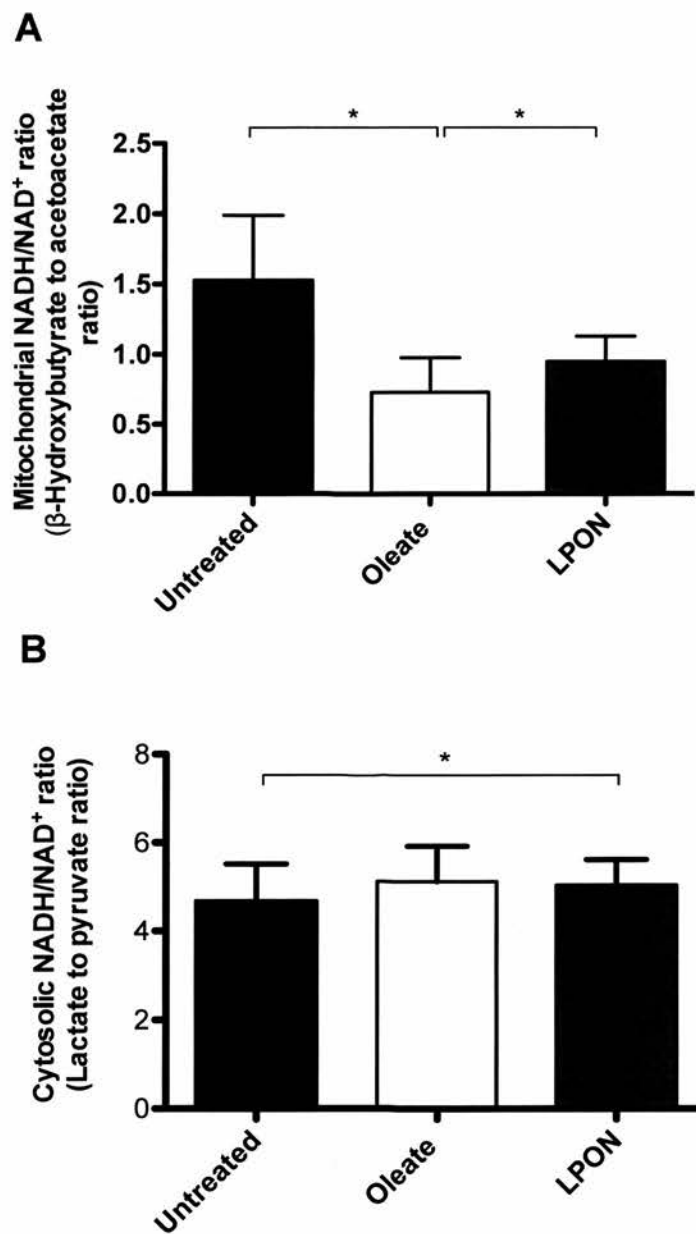 A
* *
Mitochondrial NADH/NAD⁺ ratio
(β-Hydroxybutyrate to acetoacetate
ratio)
2.5
2.0
1.5
1.0
0.5
0.0
Untreated
Oleate
LPON
B
*
Cytosolic NADH/NAD⁺ ratio
(Lactate to pyruvate ratio)
8
6
4
2
0
Untreated
Oleate
LPON